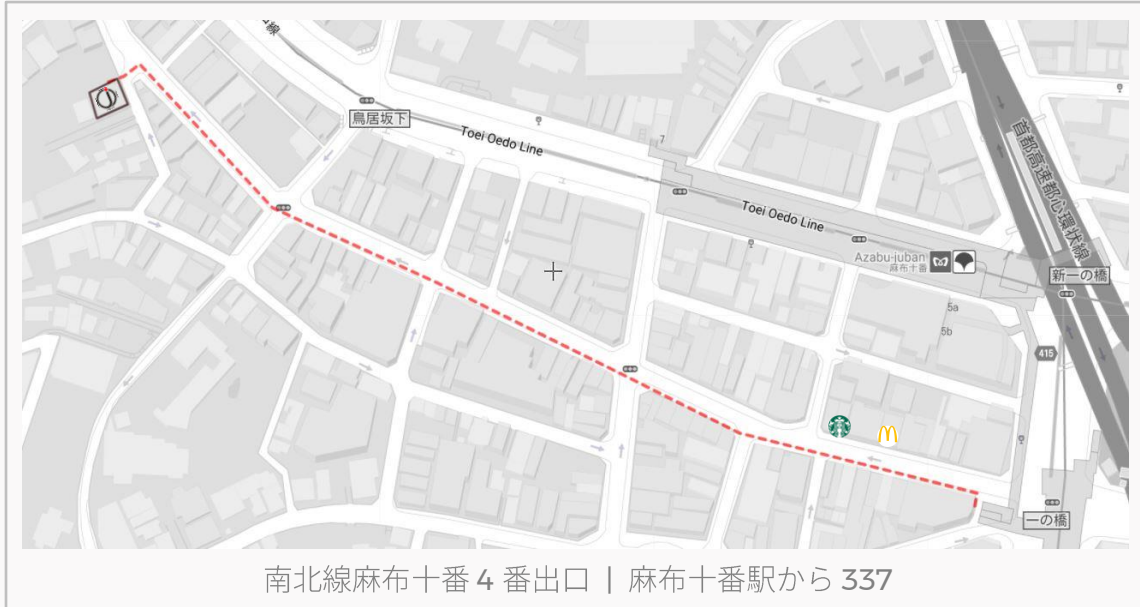 線
鳥居坂下
Toei Oedo Line
7
首都高速都心環状線
Toei Oedo Line
Azabu-juban
麻布十番
新一の橋
5a
5b
415
一の橋
南北線麻布十番 4 番出口 | 麻布十番駅から 337